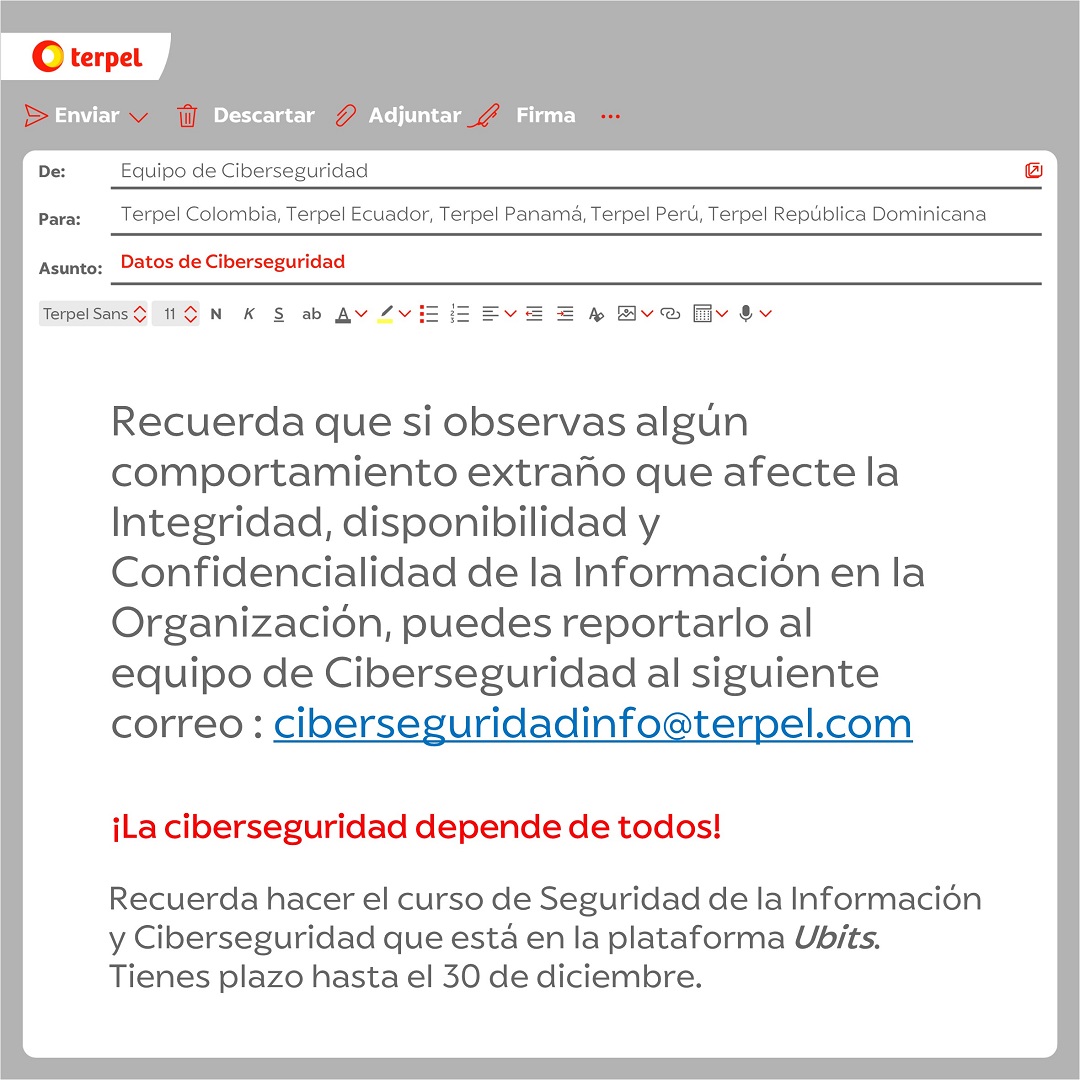 terpel
Enviar Descartar Adjuntar Firma ...
De: Equipo de Ciberseguridad
Para: Terpel Colombia, Terpel Ecuador, Terpel Panamá, Terpel Perú, Terpel República Dominicana
Asunto: Datos de Ciberseguridad
Terpel Sans 11 N K S ab A
Recuerda que si observas algún
comportamiento extraño que afecte la
Integridad, disponibilidad y
Confidencialidad de la Información en la
Organización, puedes reportarlo al
equipo de Ciberseguridad al siguiente
correo : ciberseguridadinfo@terpel.com
¡La ciberseguridad depende de todos!
Recuerda hacer el curso de Seguridad de la Información
y Ciberseguridad que está en la plataforma Ubits.
Tienes plazo hasta el 30 de diciembre.